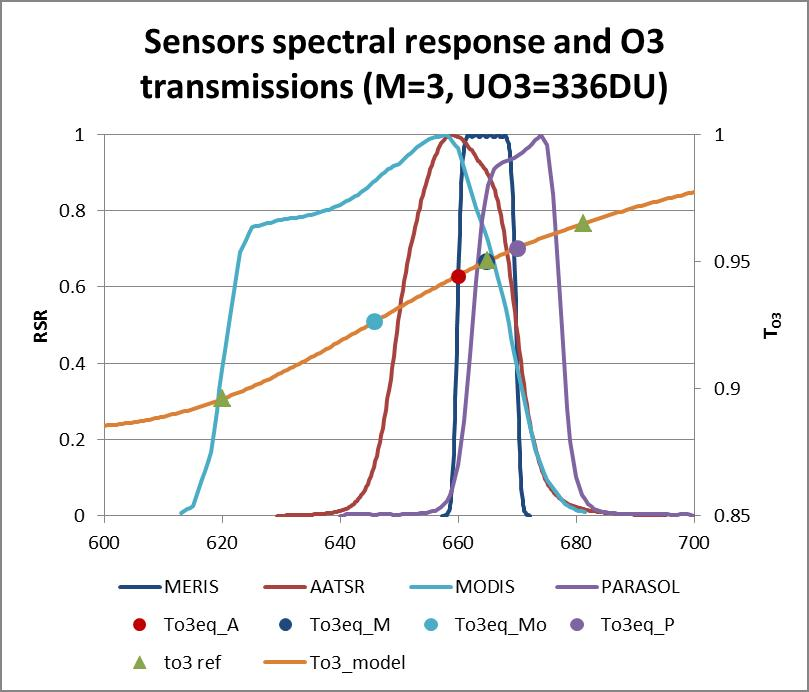 Sensors spectral response and O3
transmissions (M=3, UO3=336DU)
1
0.8
0.6
0.4
0.2
0
RSR
1
0.95
0.9
0.85
TO3
600
620
640
660
680
700
MERIS
AATSR
MODIS
PARASOL
To3eq_A
To3eq_M
To3eq_Mo
To3eq_P
to3 ref
To3_model